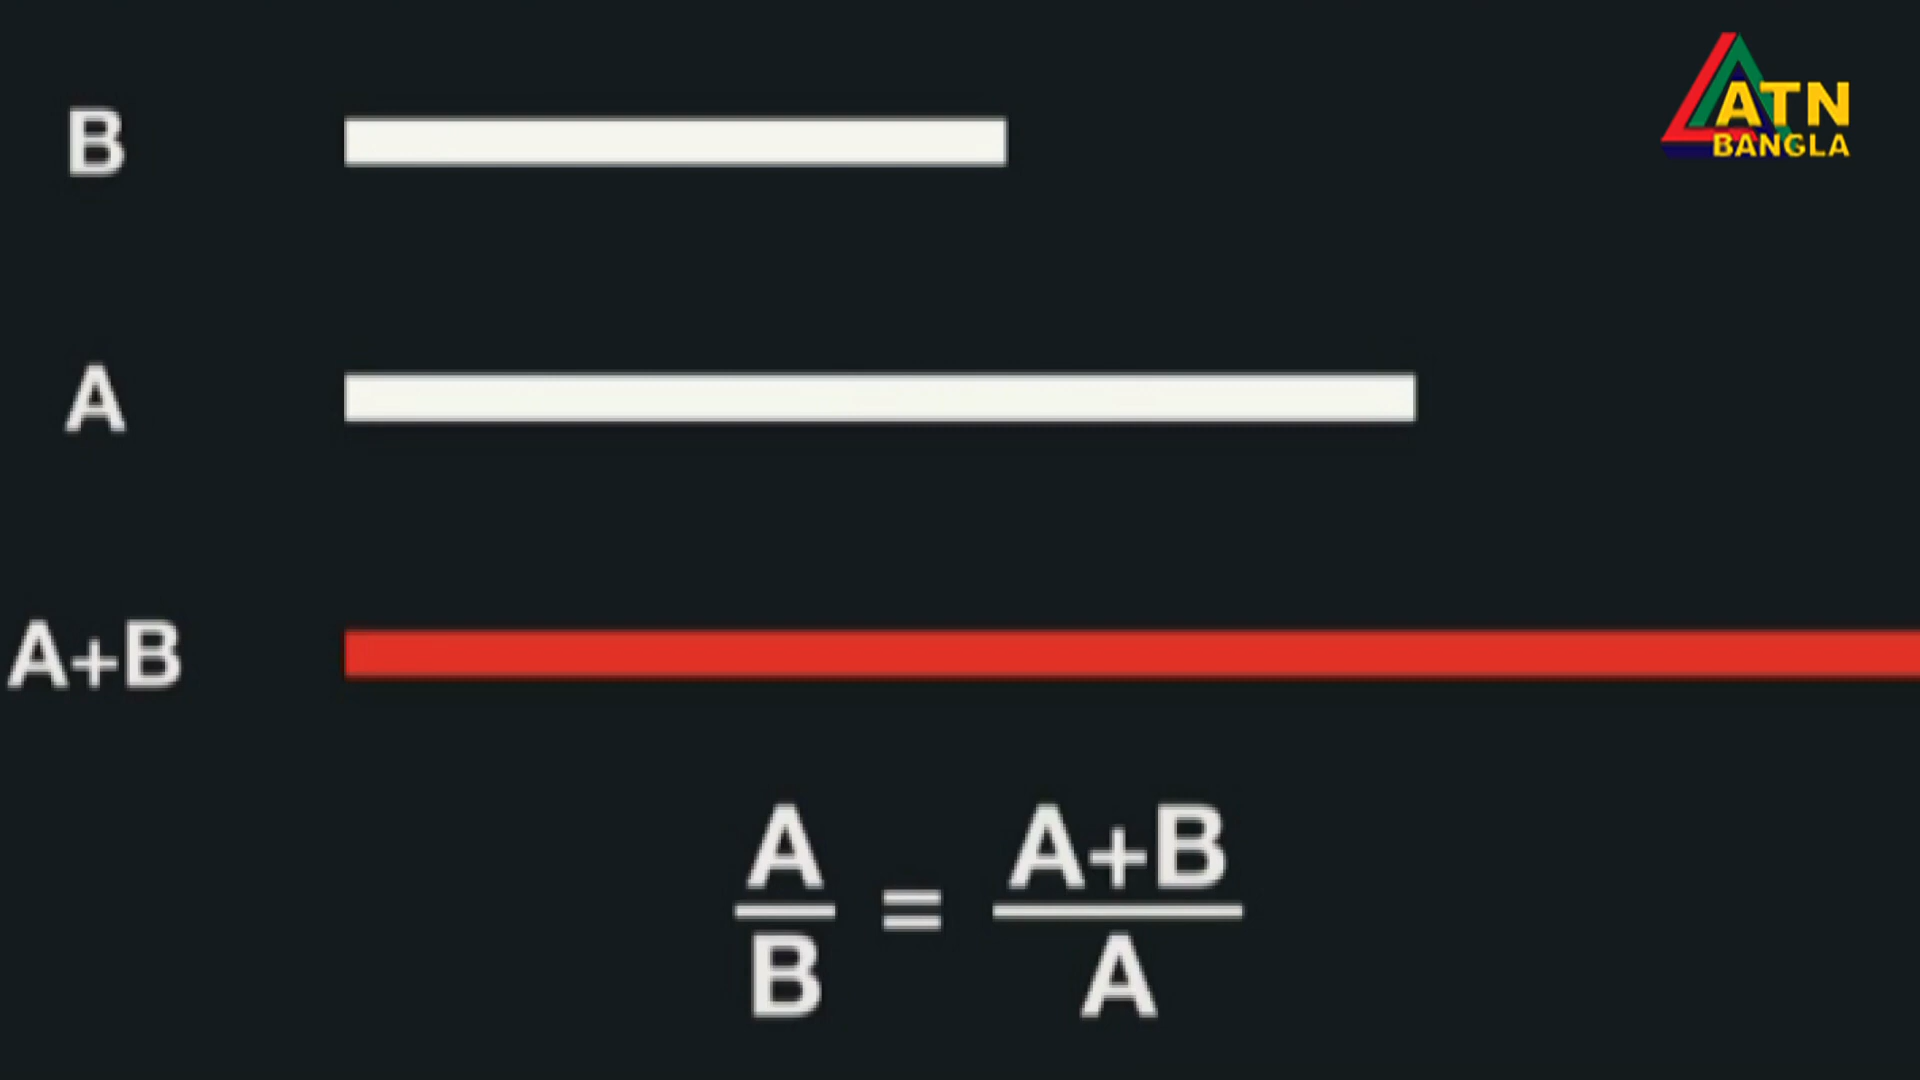 B
ATN
BANGLA
A
A+B
A/B = A+B/A